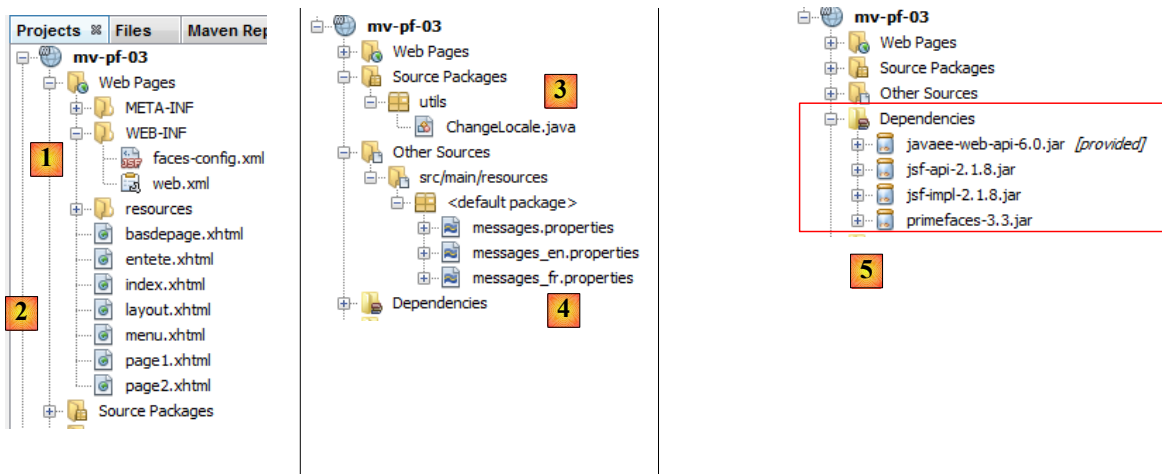 Projects Files Maven Rep
mv-pf-03
Web Pages
META-INF
WEB-INF
1
faces-config.xml
web.xml
resources
basdepage.xhtml
entete.xhtml
index.xhtml
2
layout.xhtml
menu.xhtml
page1.xhtml
page2.xhtml
Source Packages
mv-pf-03
Web Pages
Source Packages
3
utils
ChangeLocale.java
Other Sources
src/main/resources
<default package>
messages.properties
messages_en.properties
messages_fr.properties
Dependencies
4
mv-pf-03
Web Pages
Source Packages
Other Sources
Dependencies
javaee-web-api-6.0.jar [provided]
jsf-api-2.1.8.jar
jsf-impl-2.1.8.jar
primefaces-3.3.jar
5